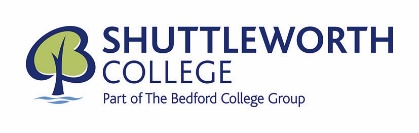 SHUTTLEWORTH
COLLEGE
Part of The Bedford College Group